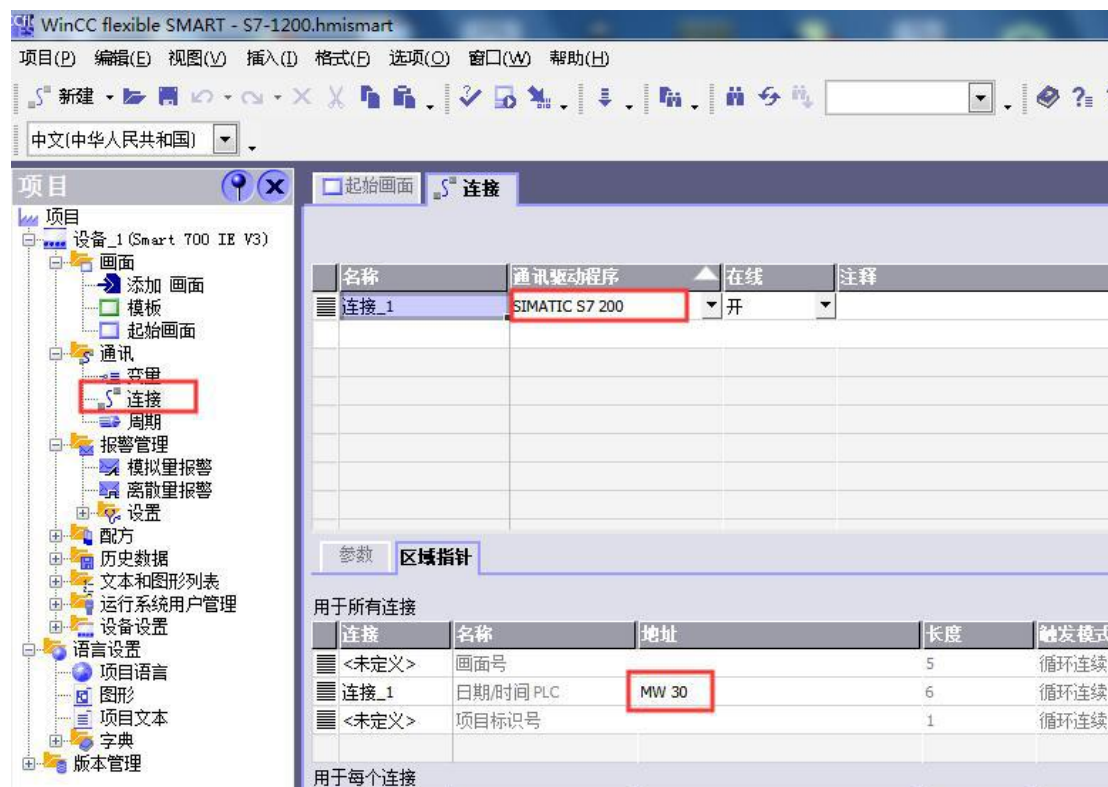 WinCC flexible SMART - S7-1200.hmismart
项目(P) 编辑(E) 视图(V) 插入(I) 格式(F) 选项(O) 窗口(W) 帮助(H)
新建
中文(中华人民共和国)
项目
起始画面 连接
项目
设备_1(Smart 700 IE V3)
画面
添加 画面
模板
起始画面
通讯
变量
连接
周期
报警管理
模拟量报警
离散量报警
设置
配方
历史数据
文本和图形列表
运行系统用户管理
设备设置
语言设置
项目语言
图形
项目文本
字典
版本管理
名称 通讯驱动程序 在线 注释
连接_1 SIMATIC S7 200 开
参数 区域指针
用于所有连接
连接 名称 地址 长度 触发模式
<未定义> 画面号 5 循环连续
连接_1 日期/时间 PLC MW 30 6 循环连续
<未定义> 项目标识号 1 循环连续
用于每个连接